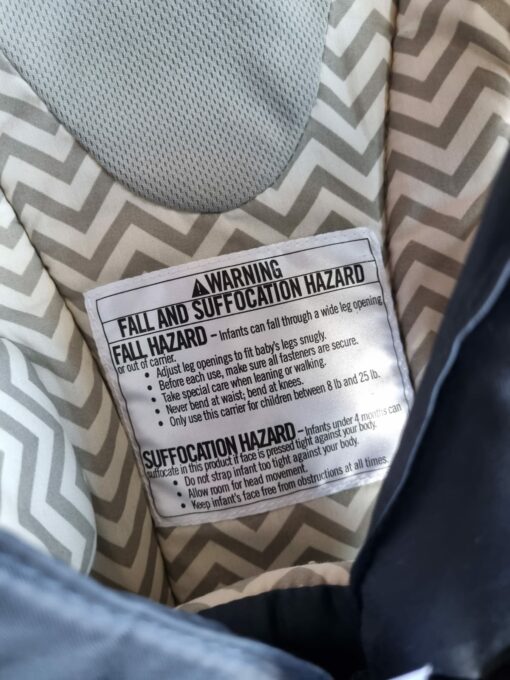 ⚠WARNING
FALL AND SUFFOCATION HAZARD
FALL HAZARD – Infants can fall through a wide leg opening
or out of carrier.
• Adjust leg openings to fit baby's legs snugly.
• Before each use, make sure all fasteners are secure.
• Take special care when leaning or walking.
• Never bend at waist; bend at knees.
• Only use this carrier for children between 8 lb and 25 lb.
SUFFOCATION HAZARD – Infants under 4 months can
suffocate in this product if face is pressed tight against your body.
• Do not strap infant too tight against your body.
• Allow room for head movement.
• Keep infant's face free from obstructions at all times.